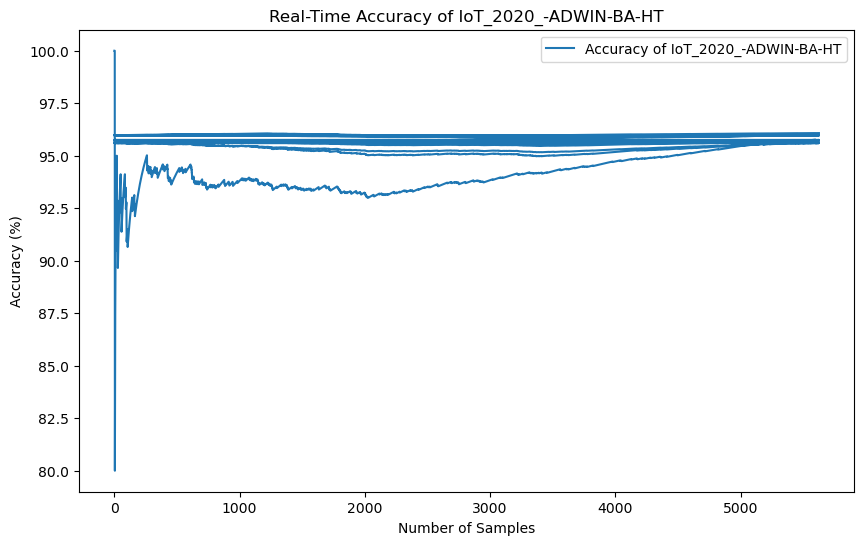 Real-Time Accuracy of IoT_2020_-ADWIN-BA-HT
Accuracy of IoT_2020_-ADWIN-BA-HT
100.0
97.5
95.0
92.5
90.0
87.5
85.0
82.5
80.0
Accuracy (%)
0 1000 2000 3000 4000 5000
Number of Samples